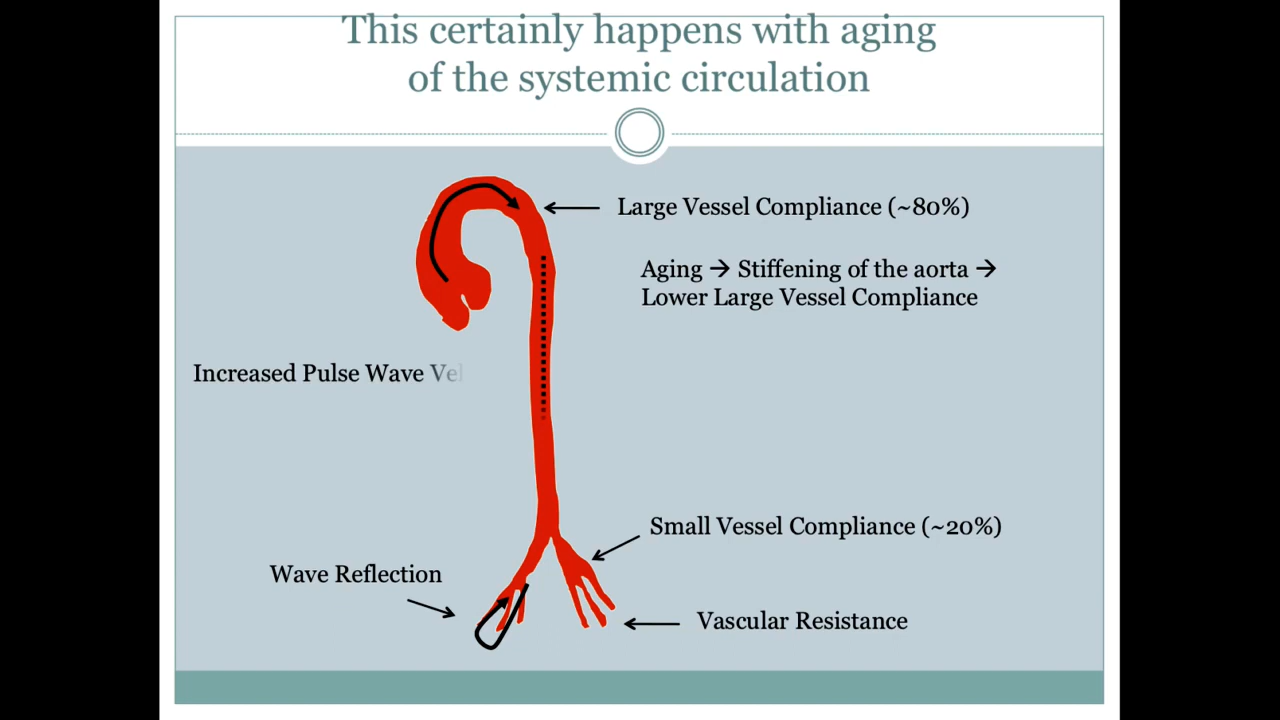 This certainly happens with aging
of the systemic circulation
Large Vessel Compliance (~80%)
Aging → Stiffening of the aorta →
Lower Large Vessel Compliance
Increased Pulse Wave
Small Vessel Compliance (~20%)
Wave Reflection
Vascular Resistance